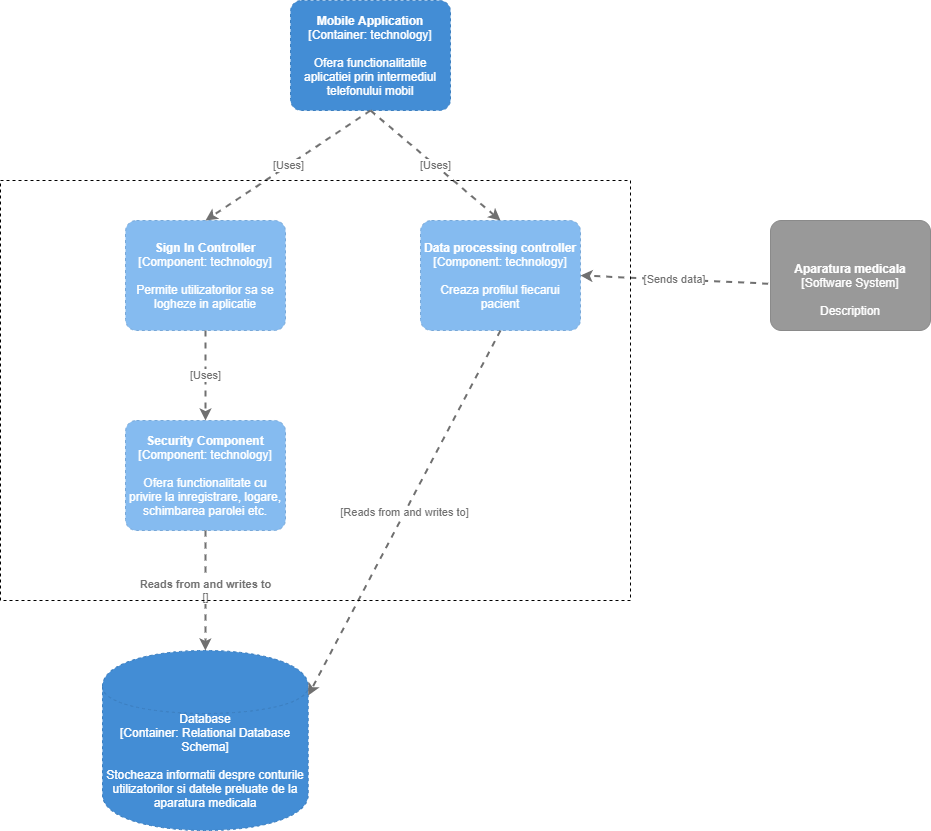 Mobile Application
[Container: technology]
Ofera functionalitatile
aplicatiei prin intermediul
telefonului mobil
[Uses]
[Uses]
Sign In Controller
[Component: technology]
Permite utilizatorilor sa se
logheze in aplicatie
Data processing controller
[Component: technology]
Creaza profilul fiecarui
pacient
[Sends data]
Aparatura medicala
[Software System]
Description
[Uses]
Security Component
[Component: technology]
Ofera functionalitate cu
privire la inregistrare, logare,
schimbarea parolei etc.
[Reads from and writes to]
Reads from and writes to
[]
Database
[Container: Relational Database
Schema]
Stocheaza informatii despre conturile
utilizatorilor si datele preluate de la
aparatura medicala